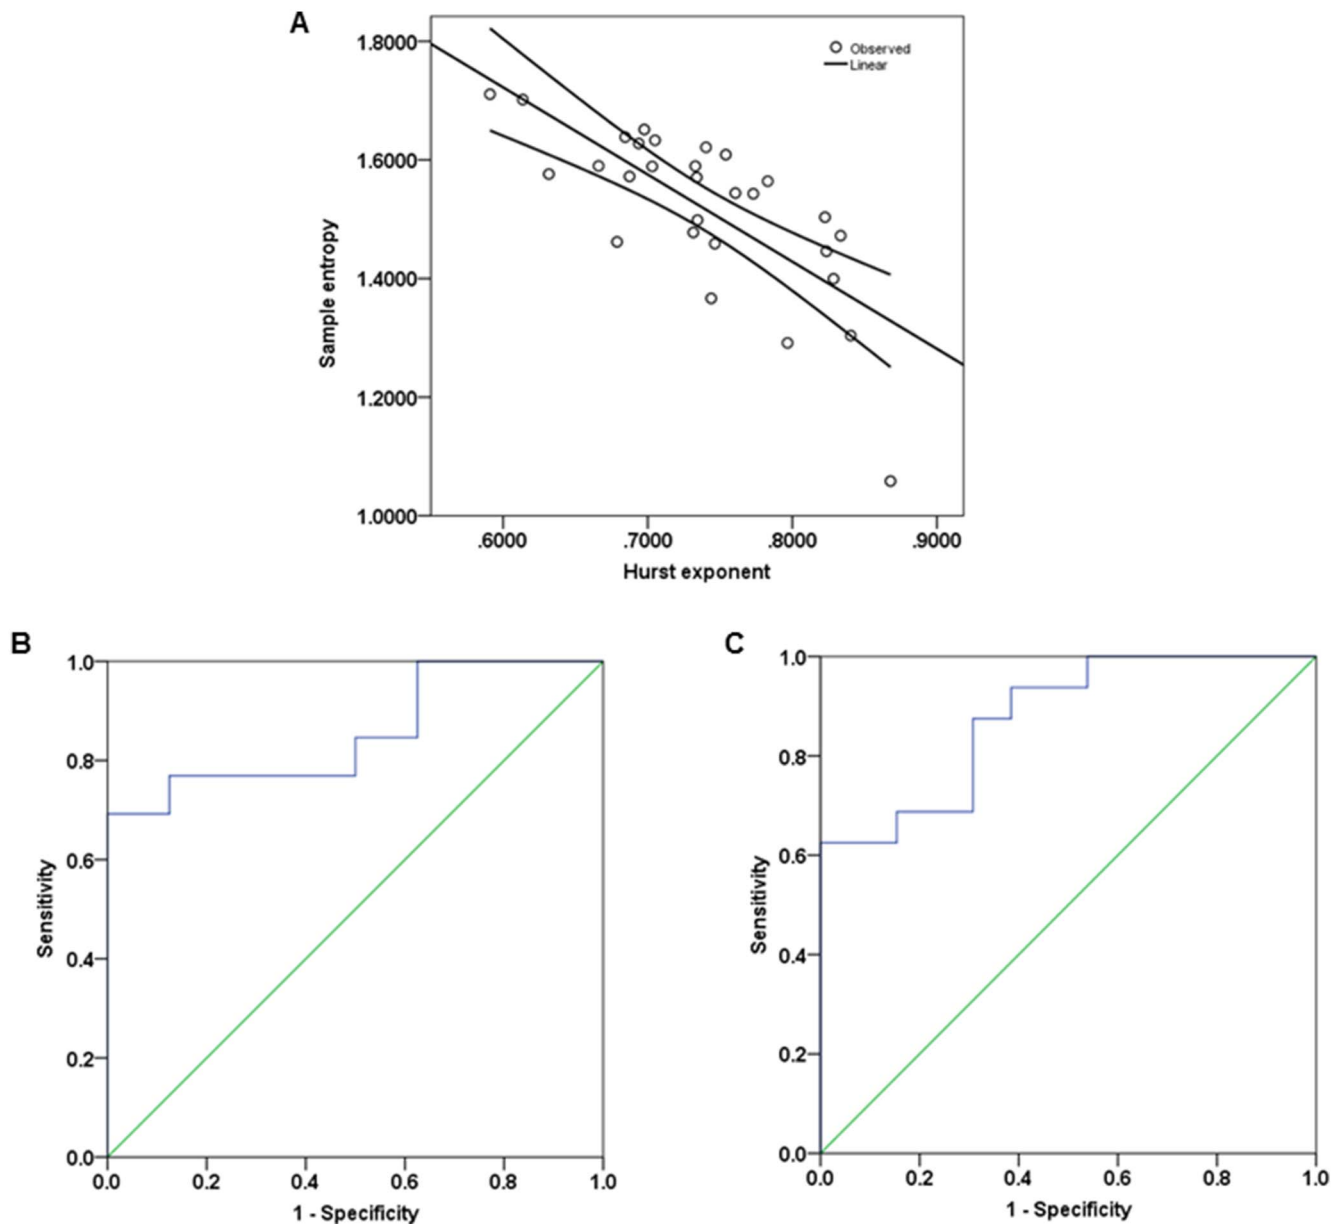 A
1.8000
1.6000
1.4000
1.2000
1.0000
Sample entropy
Observed
Linear
.6000 .7000 .8000 .9000
Hurst exponent
B
1.0
0.8
0.6
0.4
0.2
0.0
Sensitivity
0.0 0.2 0.4 0.6 0.8 1.0
1 - Specificity
C
1.0
0.8
0.6
0.4
0.2
0.0
Sensitivity
0.0 0.2 0.4 0.6 0.8 1.0
1 - Specificity